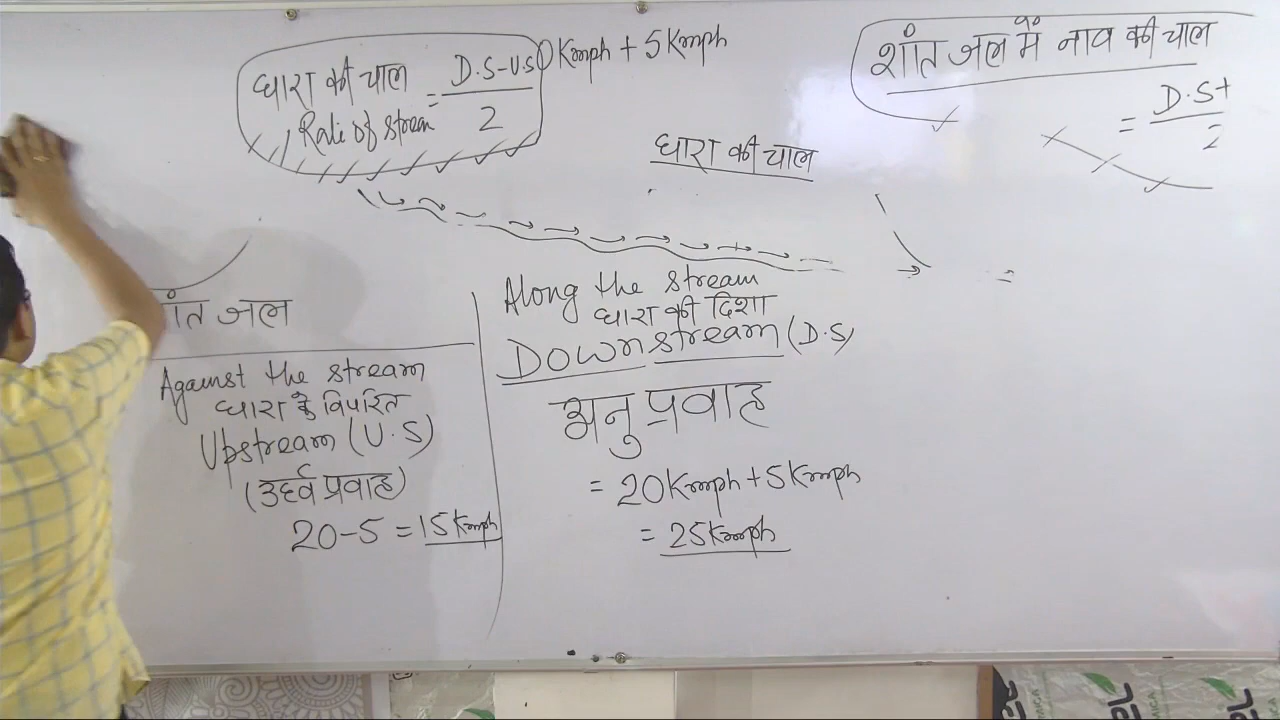 धारा की चाल = D.S-U.S / 2
Rate of stream
0 Kmph + 5 Kmph
शांत जल में नाव की चाल
= D.S+ / 2
धारा की चाल
शांत जल
Against the stream
धारा के विपरित
Upstream (U.S)
(उर्ध्व प्रवाह)
20-5 = 15 Kmph
Along the stream
धारा की दिशा
Downstream (D.S)
अनुप्रवाह
= 20 Kmph + 5 Kmph
= 25 Kmph
=